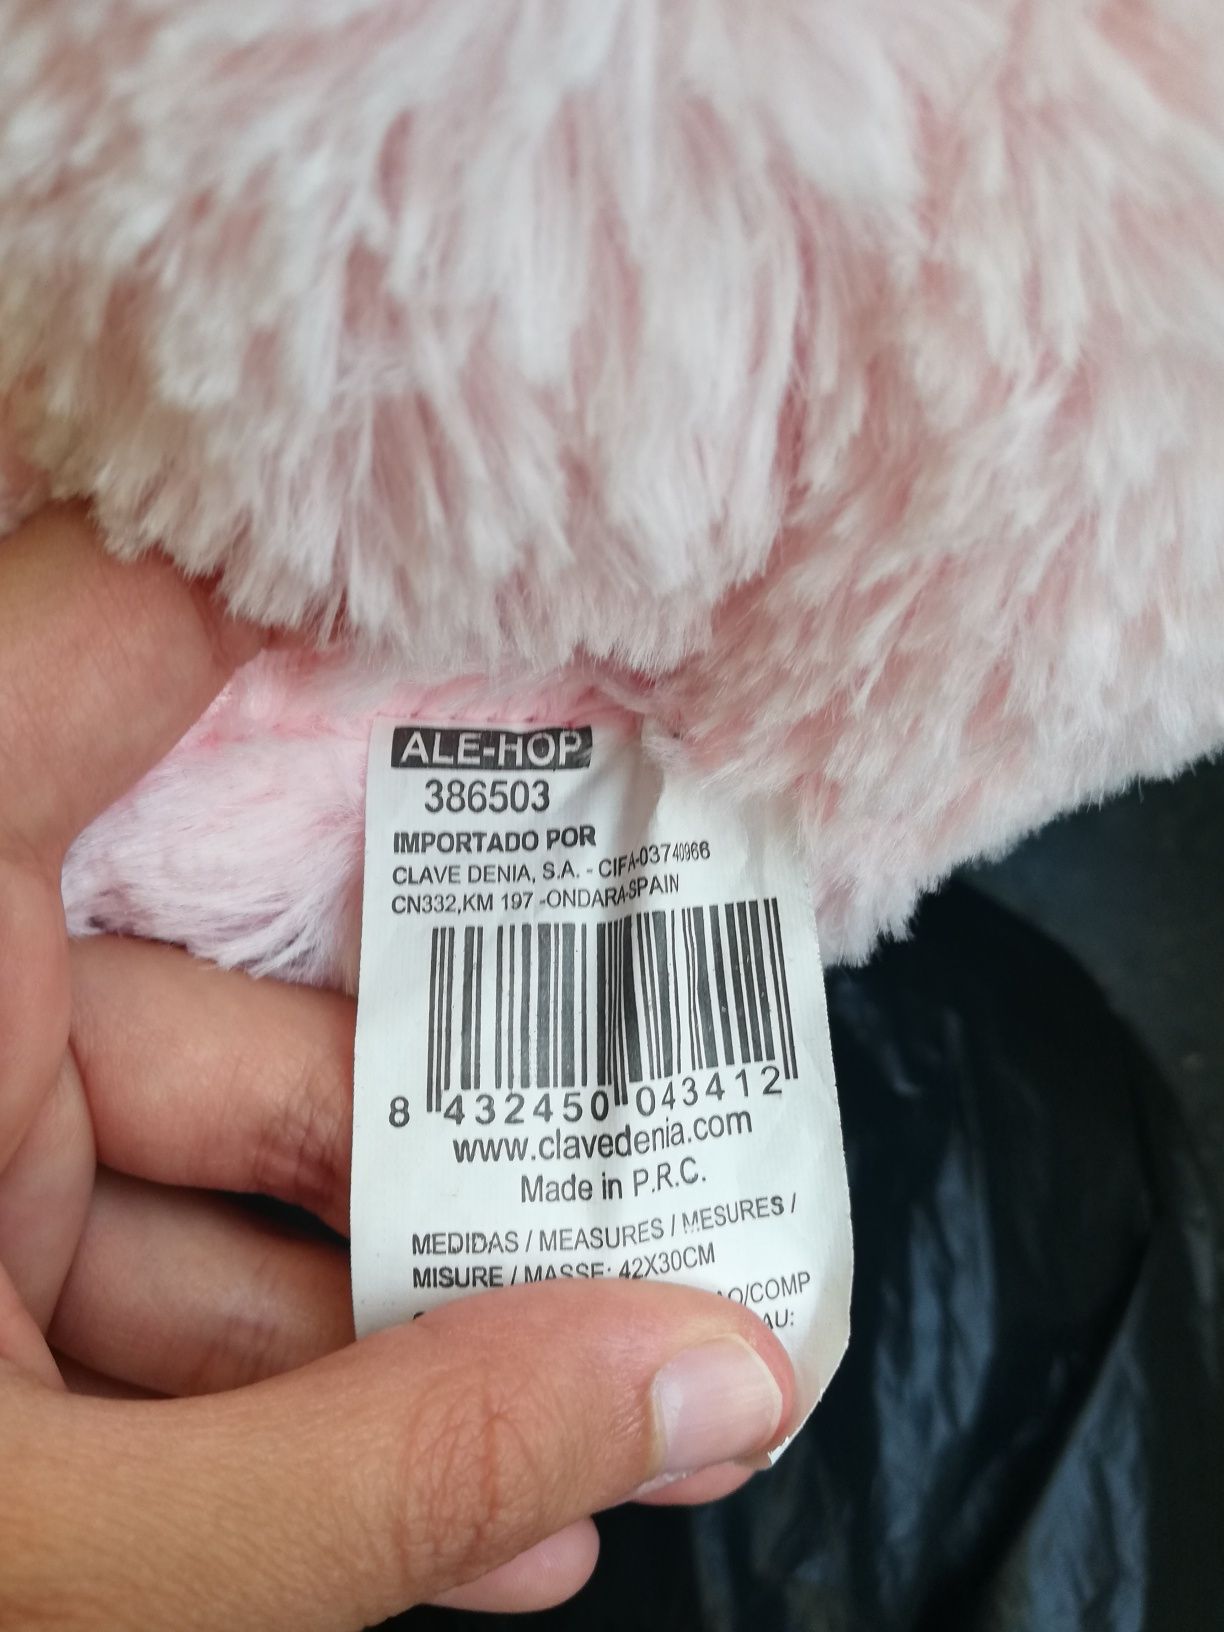 ALE-HOP
386503
IMPORTADO POR
CLAVE DENIA, S.A. - CIFA-03740966
CN332,KM 197 -ONDARA-SPAIN
8 432450 043412
www.clavedenia.com
Made in P.R.C.
MEDIDAS / MEASURES / MESURES /
MISURE / MASSE: 42X30CM